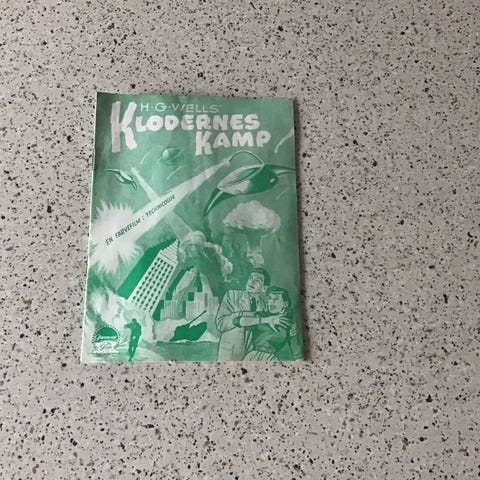 H·G·WELLS'
KLODERNES
KAMP
EN FARVEFILM i TECHNICOLOR